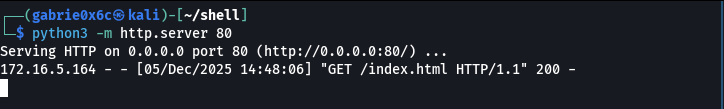 ┌──(gabrie0x6c㉿kali)-[~/shell]
└─$ python3 -m http.server 80
Serving HTTP on 0.0.0.0 port 80 (http://0.0.0.0:80/) ...
172.16.5.164 - - [05/Dec/2025 14:48:06] "GET /index.html HTTP/1.1" 200 -